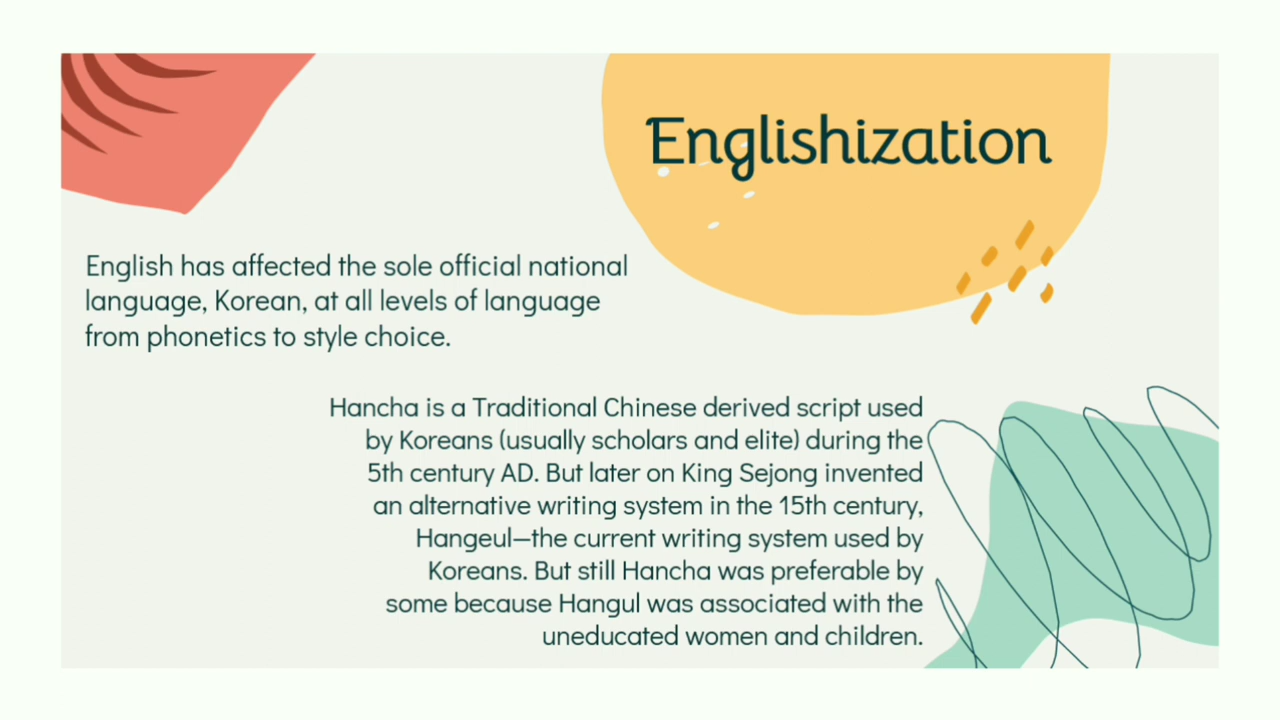 Englishization
English has affected the sole official national
language, Korean, at all levels of language
from phonetics to style choice.
Hancha is a Traditional Chinese derived script used
by Koreans (usually scholars and elite) during the
5th century AD. But later on King Sejong invented
an alternative writing system in the 15th century,
Hangeul—the current writing system used by
Koreans. But still Hancha was preferable by
some because Hangul was associated with the
uneducated women and children.